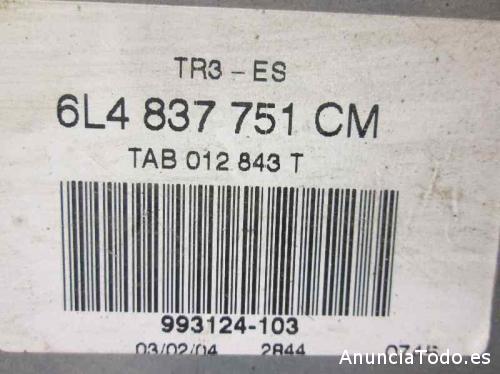 TR3 - ES
6L4 837 751 CM
TAB 012 843 T
993124-103
03/02/04 2844
AnunciaTodo.es